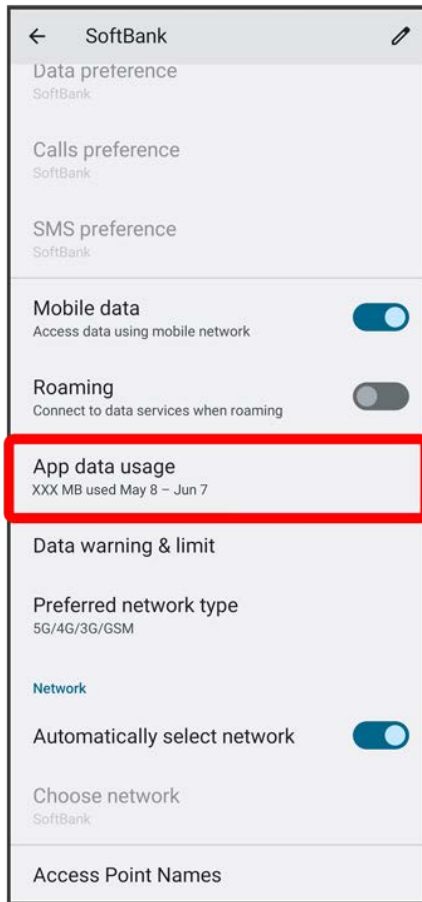 SoftBank
Data preference
SoftBank
Calls preference
SoftBank
SMS preference
SoftBank
Mobile data
Access data using mobile network
Roaming
Connect to data services when roaming
App data usage
XXX MB used May 8 – Jun 7
Data warning & limit
Preferred network type
5G/4G/3G/GSM
Network
Automatically select network
Choose network
SoftBank
Access Point Names